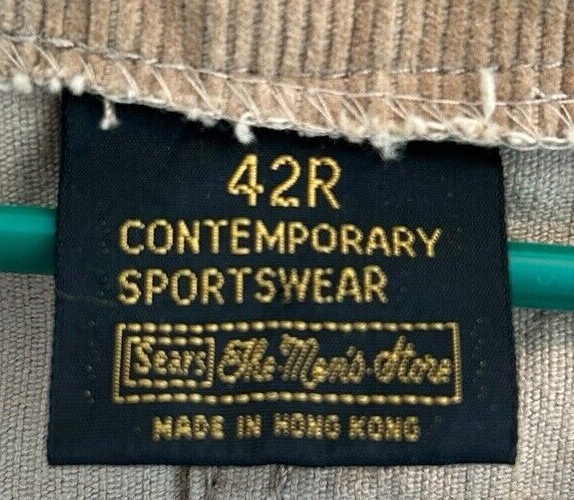 42R
CONTEMPORARY
SPORTSWEAR
Sears The Men's Store
MADE IN HONG KONG